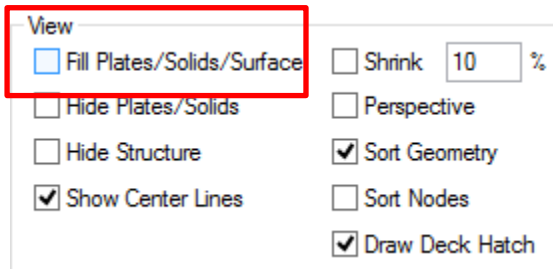 View
Fill Plates/Solids/Surface
Hide Plates/Solids
Hide Structure
Show Center Lines
Shrink 10 %
Perspective
Sort Geometry
Sort Nodes
Draw Deck Hatch